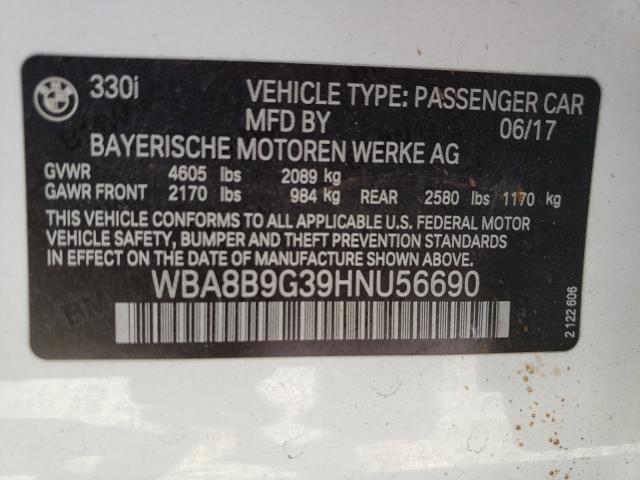 330i VEHICLE TYPE: PASSENGER CAR
MFD BY 06/17
BAYERISCHE MOTOREN WERKE AG
GVWR 4605 lbs 2089 kg
GAWR FRONT 2170 lbs 984 kg REAR 2580 lbs 1170 kg
THIS VEHICLE CONFORMS TO ALL APPLICABLE U.S. FEDERAL MOTOR
VEHICLE SAFETY, BUMPER AND THEFT PREVENTION STANDARDS IN
EFFECT ON THE DATE OF MANUFACTURE SHOWN ABOVE.
WBA8B9G39HNU56690
2 122 606